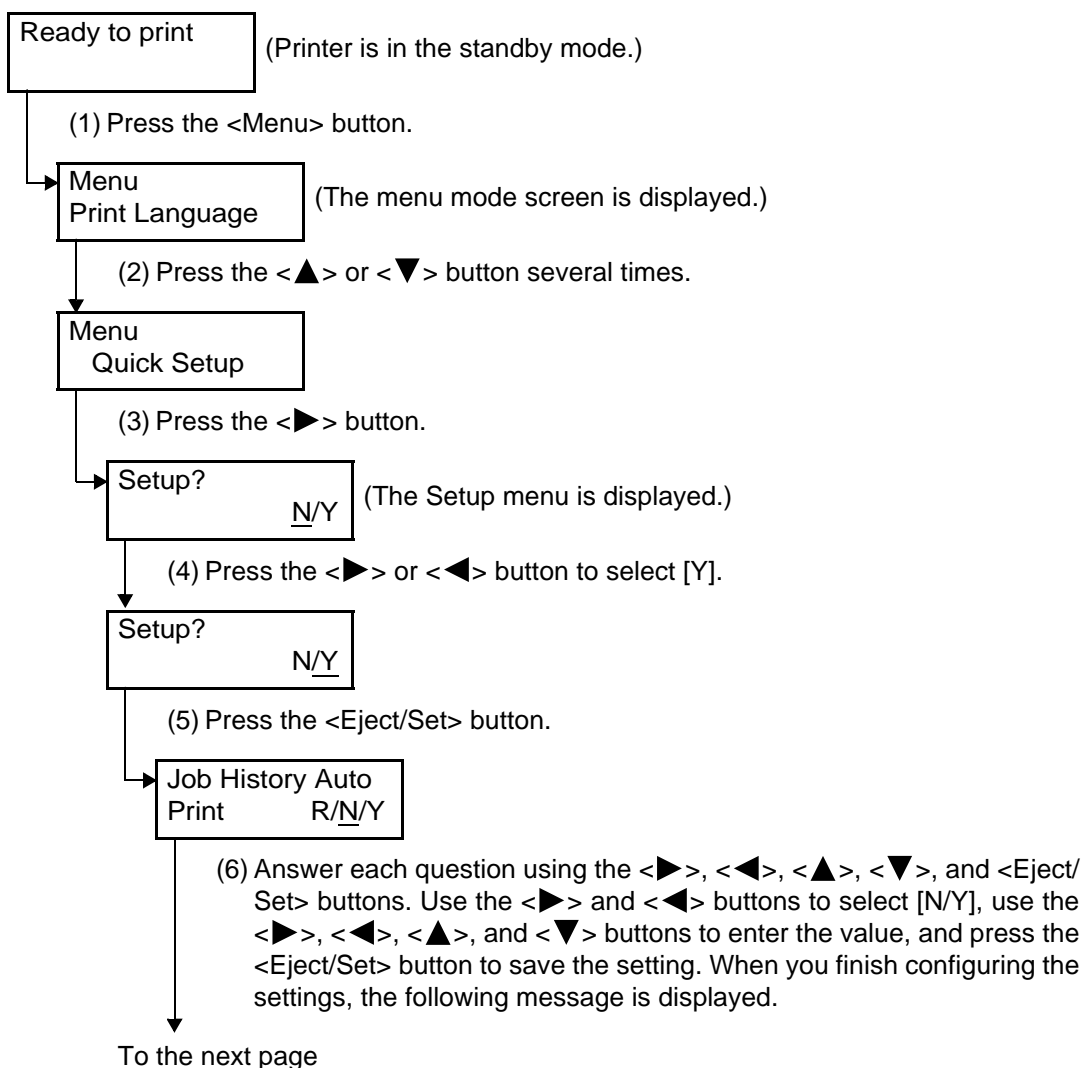 Ready to print
(Printer is in the standby mode.)
(1) Press the <Menu> button.
Menu
Print Language
(The menu mode screen is displayed.)
(2) Press the <▲> or <▼> button several times.
Menu
Quick Setup
(3) Press the <▶> button.
Setup?
N/Y
(The Setup menu is displayed.)
(4) Press the <▶> or <◀> button to select [Y].
Setup?
N/Y
(5) Press the <Eject/Set> button.
Job History Auto
Print R/N/Y
(6) Answer each question using the <▶>, <◀>, <▲>, <▼>, and <Eject/
Set> buttons. Use the <▶> and <◀> buttons to select [N/Y], use the
<▶>, <◀>, <▲>, and <▼> buttons to enter the value, and press the
<Eject/Set> button to save the setting. When you finish configuring the
settings, the following message is displayed.
To the next page